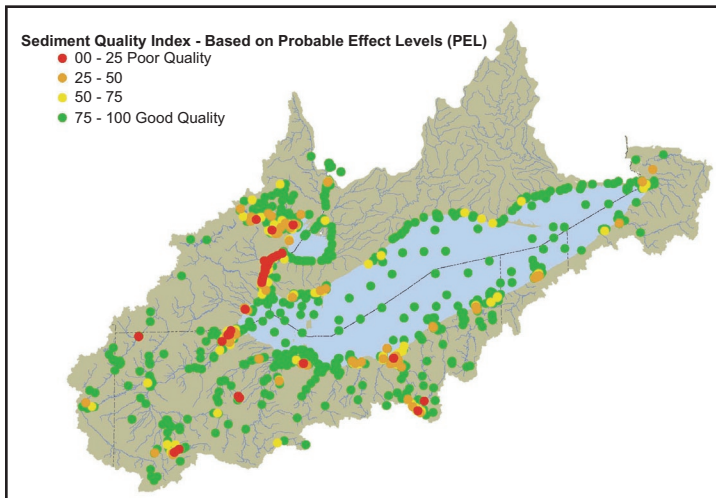 Sediment Quality Index - Based on Probable Effect Levels (PEL)
00 - 25 Poor Quality
25 - 50
50 - 75
75 - 100 Good Quality